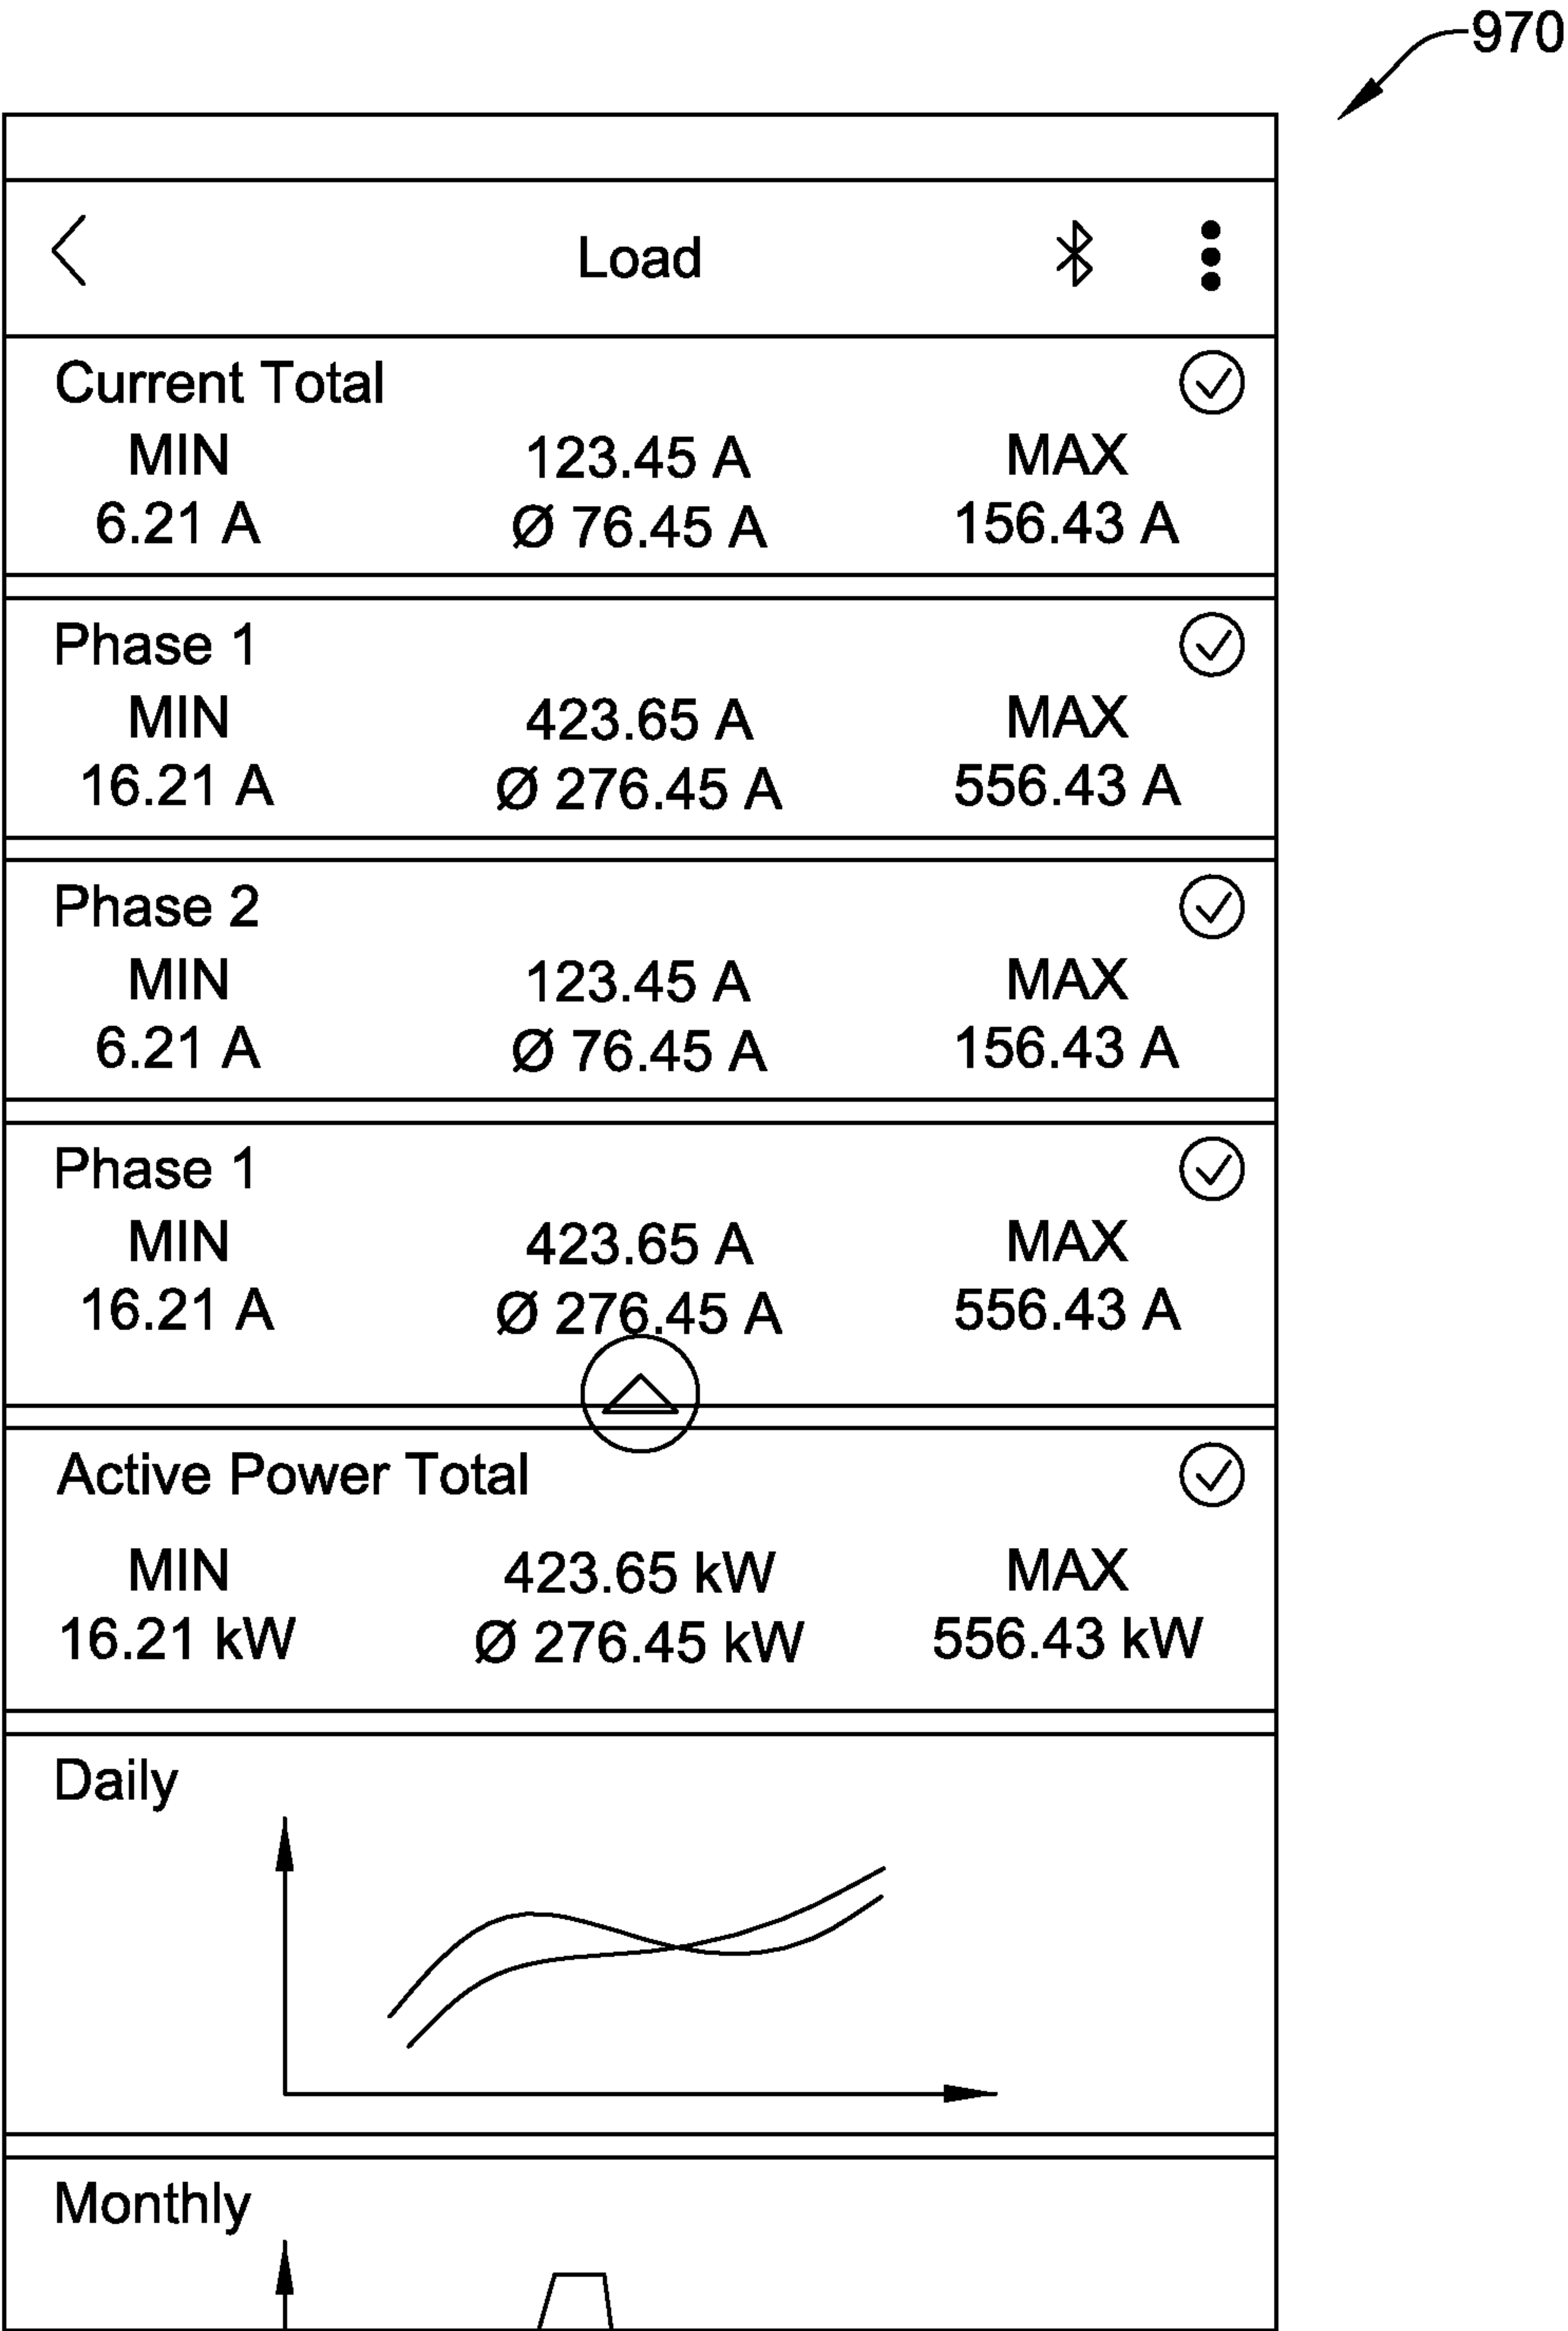 970
Load
Current Total
MIN 123.45 A MAX
6.21 A Ø 76.45 A 156.43 A
Phase 1
MIN 423.65 A MAX
16.21 A Ø 276.45 A 556.43 A
Phase 2
MIN 123.45 A MAX
6.21 A Ø 76.45 A 156.43 A
Phase 1
MIN 423.65 A MAX
16.21 A Ø 276.45 A 556.43 A
Active Power Total
MIN 423.65 kW MAX
16.21 kW Ø 276.45 kW 556.43 kW
Daily
Monthly